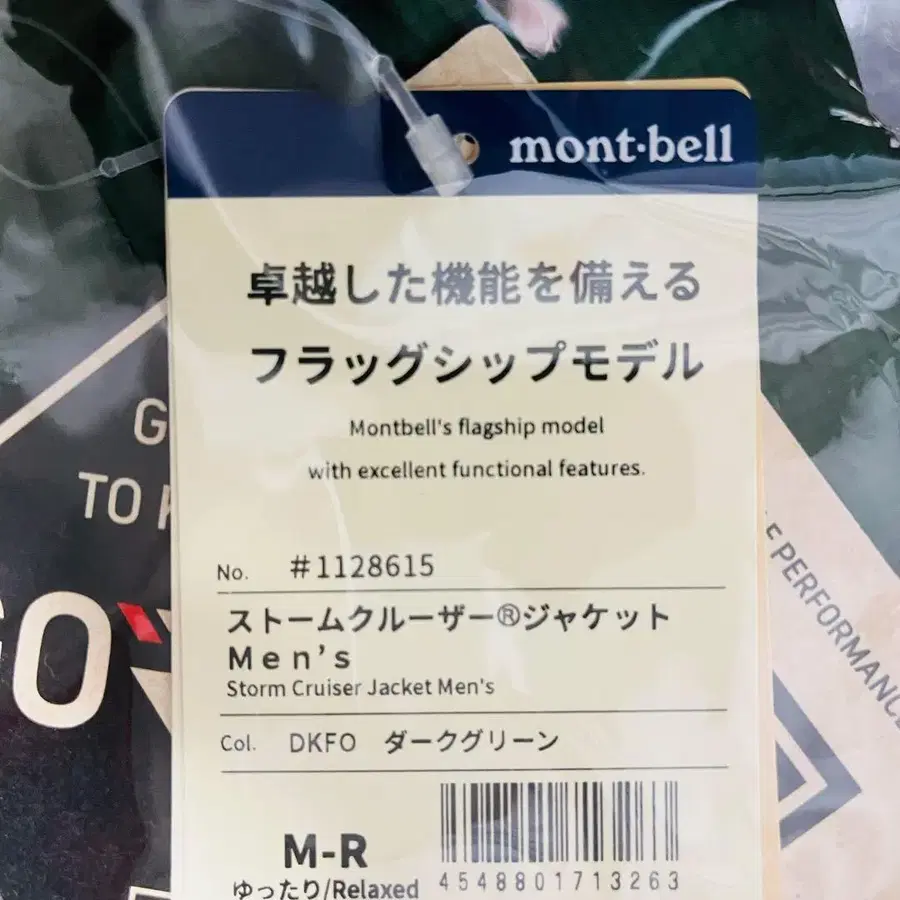 mont·bell
卓越した機能を備える
フラッグシップモデル
Montbell's flagship model
with excellent functional features.
No. #1128615
ストームクルーザー®ジャケット
Men's
Storm Cruiser Jacket Men's
Col. DKFO ダークグリーン
M-R
ゆったり/Relaxed
4548801713263
G
TO
GO
PERFORMANCE